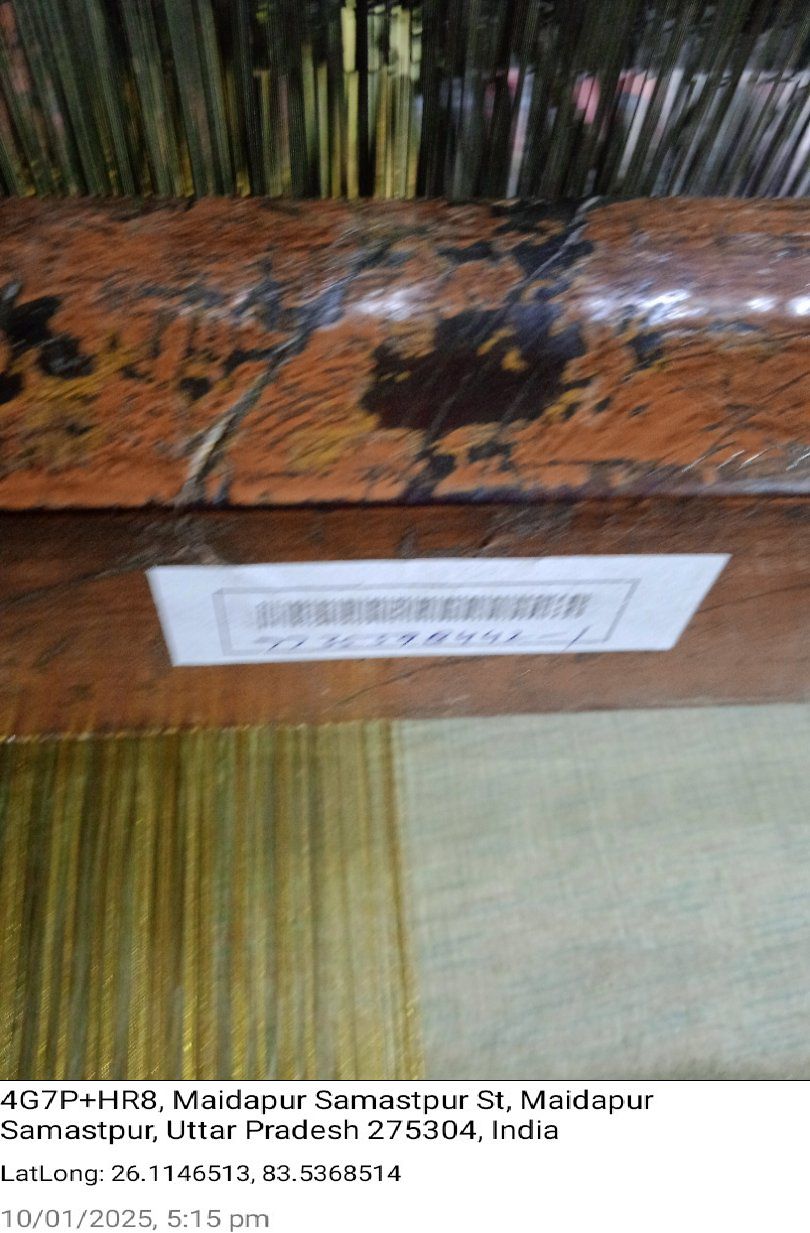 4G7P+HR8, Maidapur Samastpur St, Maidapur
Samastpur, Uttar Pradesh 275304, India
LatLong: 26.1146513, 83.5368514
10/01/2025, 5:15 pm